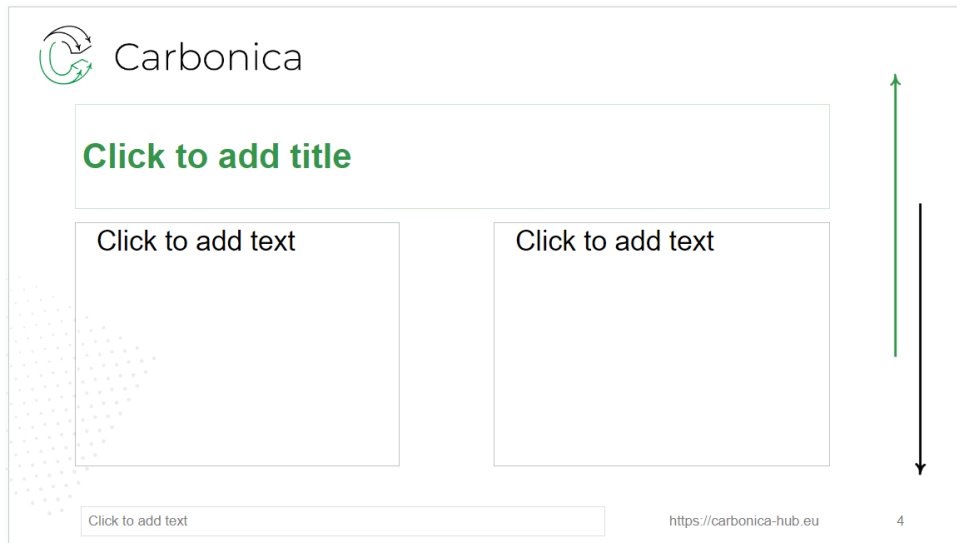 Carbonica
Click to add title
Click to add text
Click to add text
Click to add text
https://carbonica-hub.eu
4